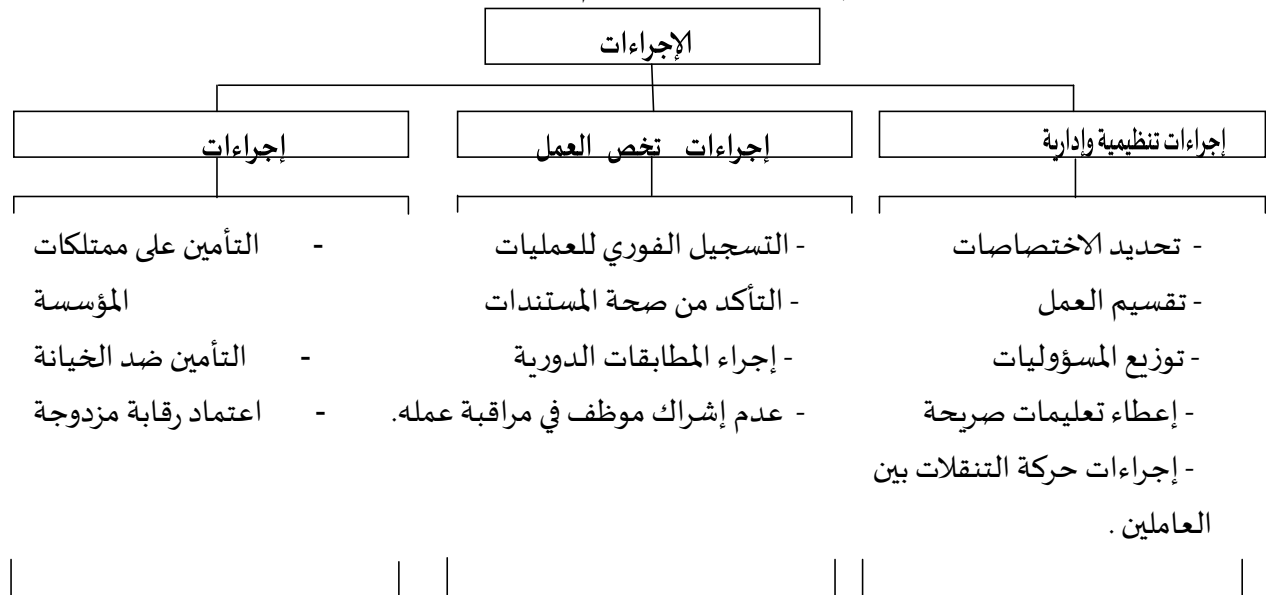 الإجراءات
إجراءات تنظيمية وإدارية
إجراءات تخص العمل
إجراءات
- تحديد الاختصاصات
- تقسيم العمل
- توزيع المسؤوليات
- إعطاء تعليمات صريحة
- إجراءات حركة التنقلات بين
العاملين .
- التسجيل الفوري للعمليات
- التأكد من صحة المستندات
- إجراء المطابقات الدورية
- عدم إشراك موظف في مراقبة عمله.
- التأمين على ممتلكات
المؤسسة
- التأمين ضد الخيانة
- اعتماد رقابة مزدوجة